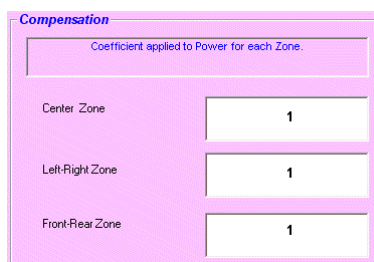 Compensation
Coefficient applied to Power for each Zone.
Center Zone
1
Left-Right Zone
1
Front-Rear Zone
1